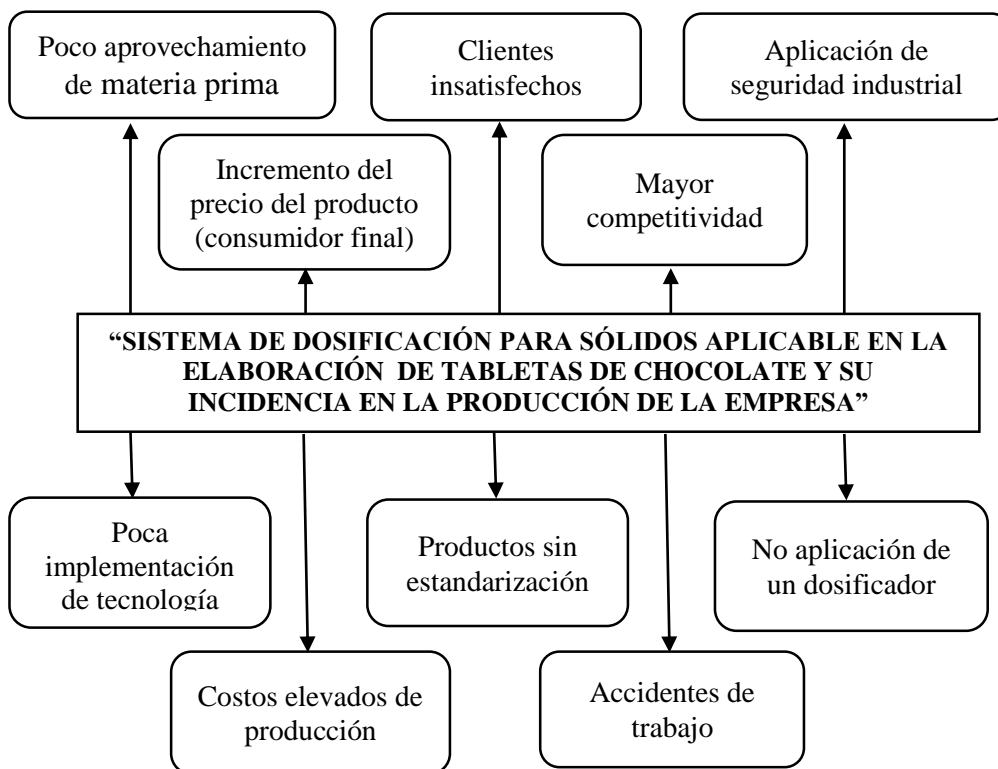 Poco aprovechamiento
de materia prima
Clientes
insatisfechos
Aplicación de
seguridad industrial
Incremento del
precio del producto
(consumidor final)
Mayor
competitividad
“SISTEMA DE DOSIFICACIÓN PARA SÓLIDOS APLICABLE EN LA
ELABORACIÓN DE TABLETAS DE CHOCOLATE Y SU
INCIDENCIA EN LA PRODUCCIÓN DE LA EMPRESA”
Poca
implementación
de tecnología
Productos sin
estandarización
No aplicación de
un dosificador
Costos elevados de
producción
Accidentes de
trabajo